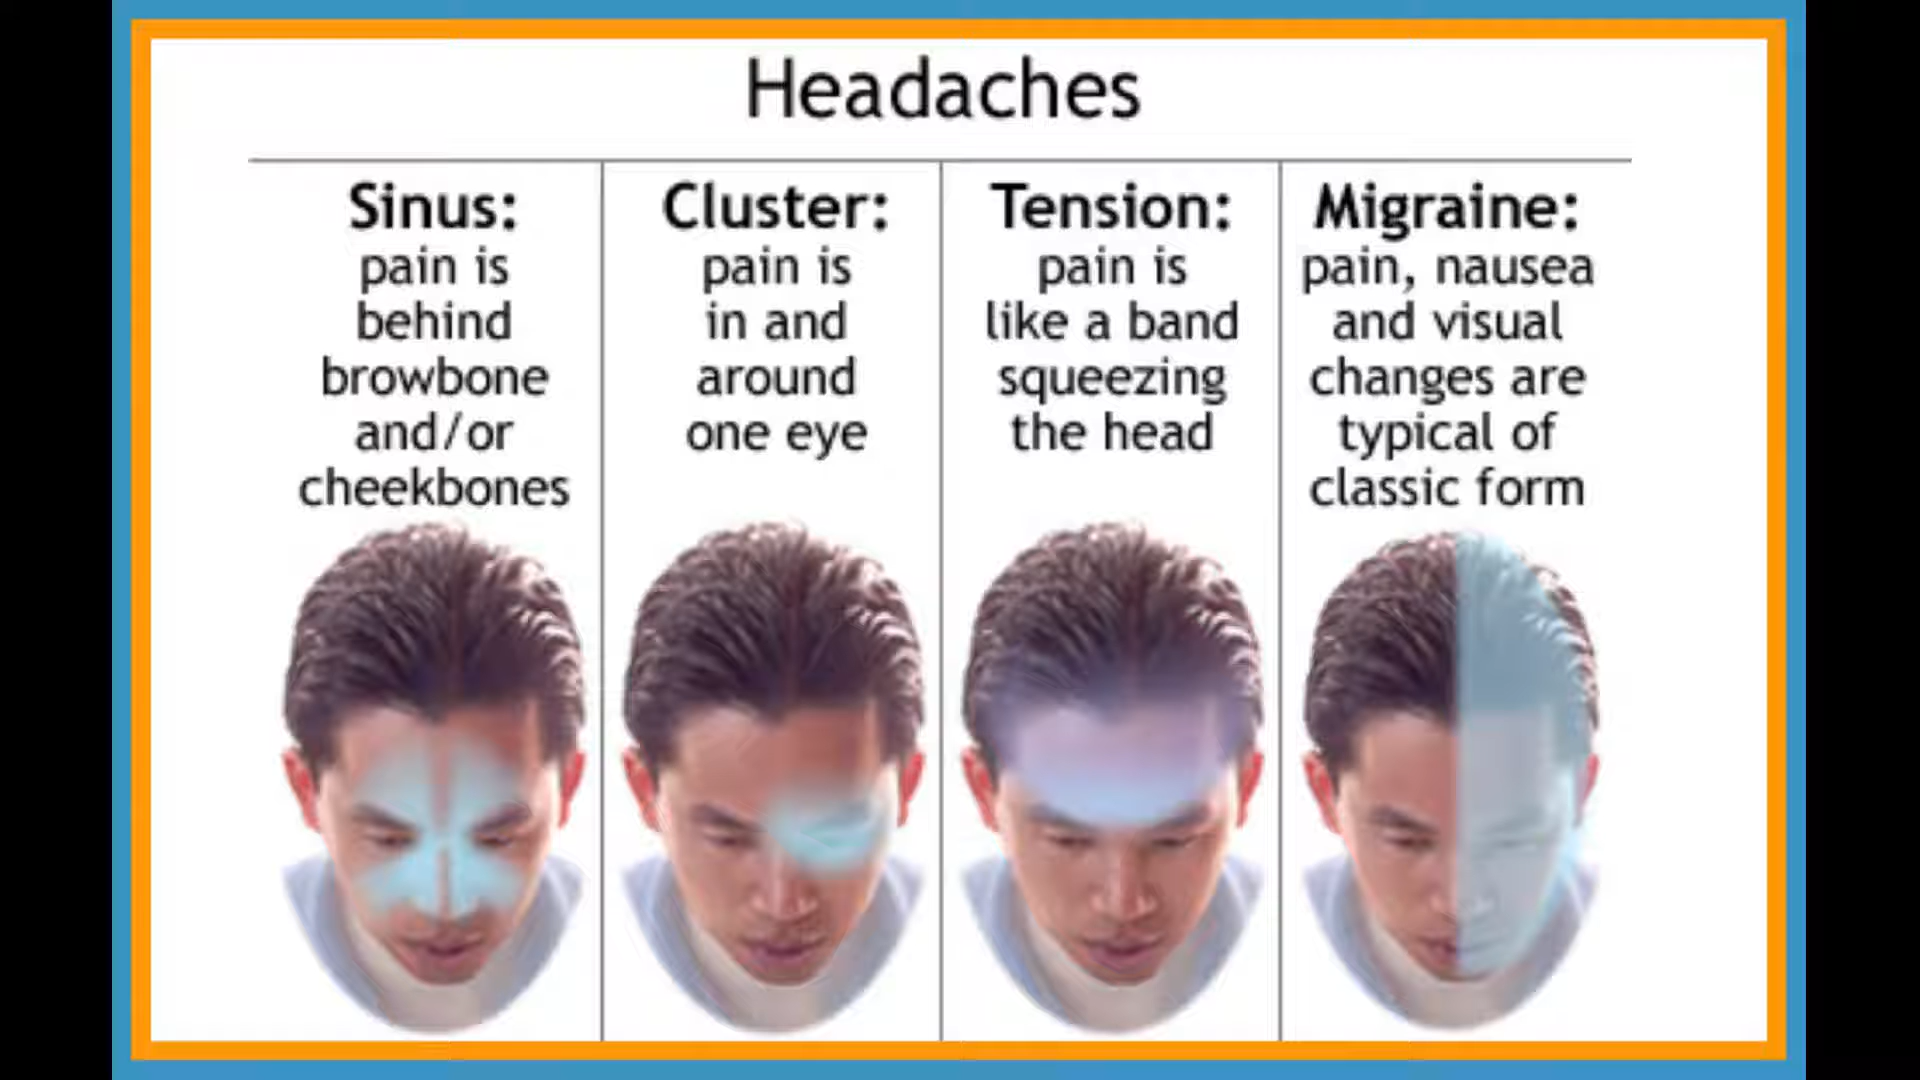 Headaches
Sinus:
pain is
behind
browbone
and/or
cheekbones
Cluster:
pain is
in and
around
one eye
Tension:
pain is
like a band
squeezing
the head
Migraine:
pain, nausea
and visual
changes are
typical of
classic form